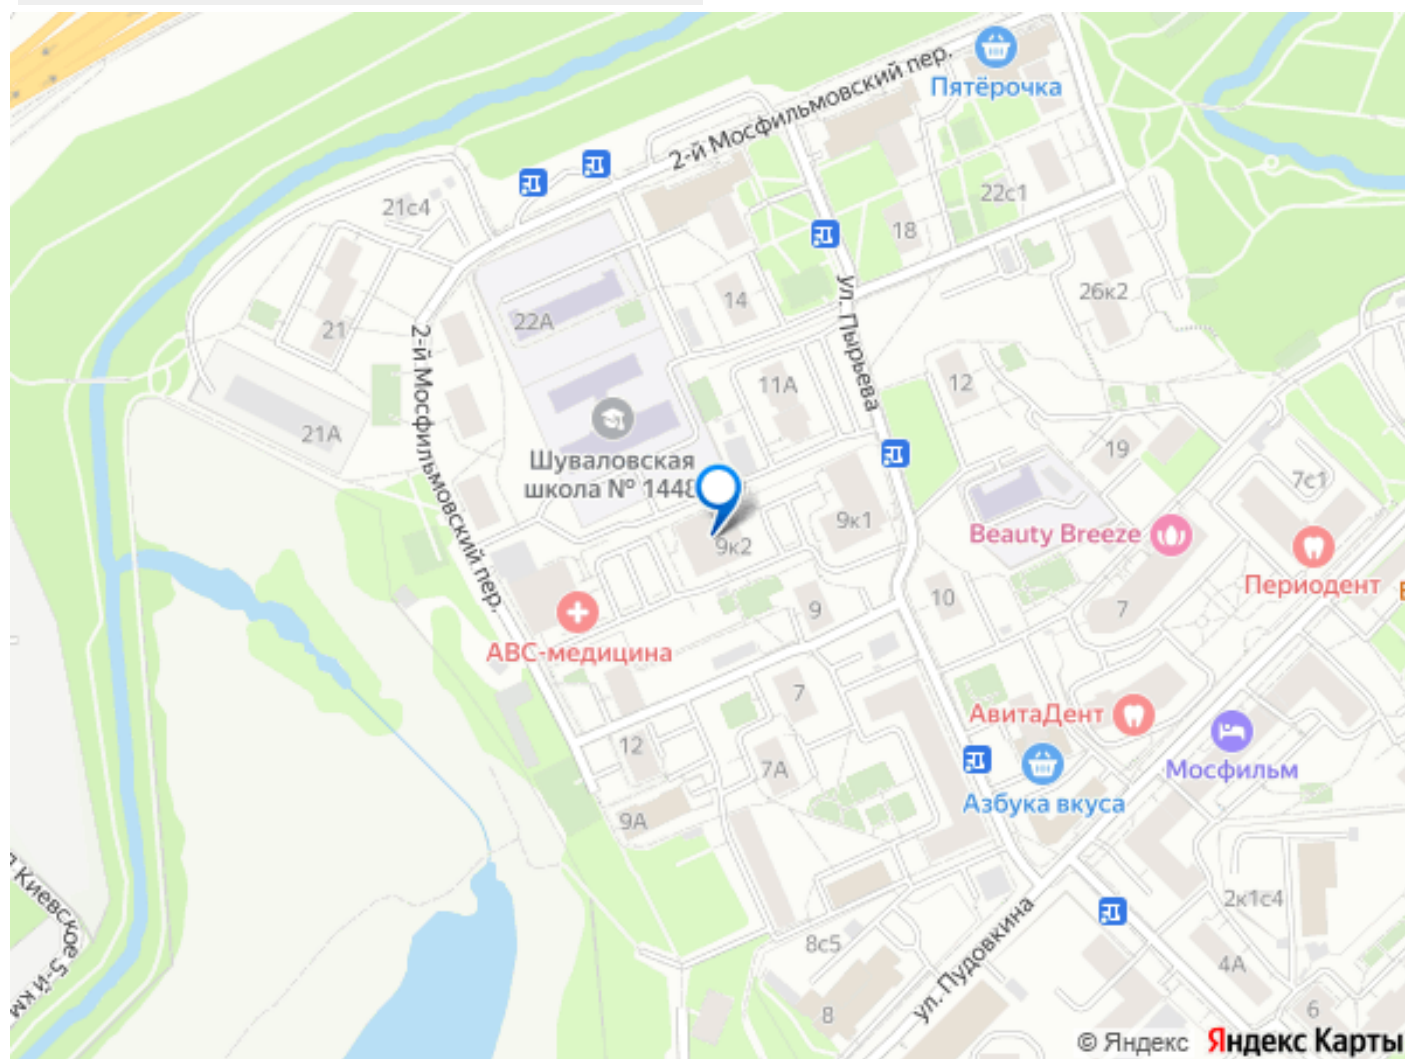 Пятёрочка
2-й Мосфильмовский пер.
21с4
22с1
18
26к2
14
22А
21
2-й Мосфильмовский пер.
ул. Пырьева
11А
12
21А
19
Шуваловская
школа № 1448
7с1
9к1
Beauty Breeze
9к2
Периодент
9
10
7
АВС-медицина
7
АвитаДент
12
Мосфильм
7А
Азбука вкуса
9А
Киевское 5-й км
2к1с4
ул. Пудовкина
8с5
4А
8
6
© Яндекс Яндекс Карты